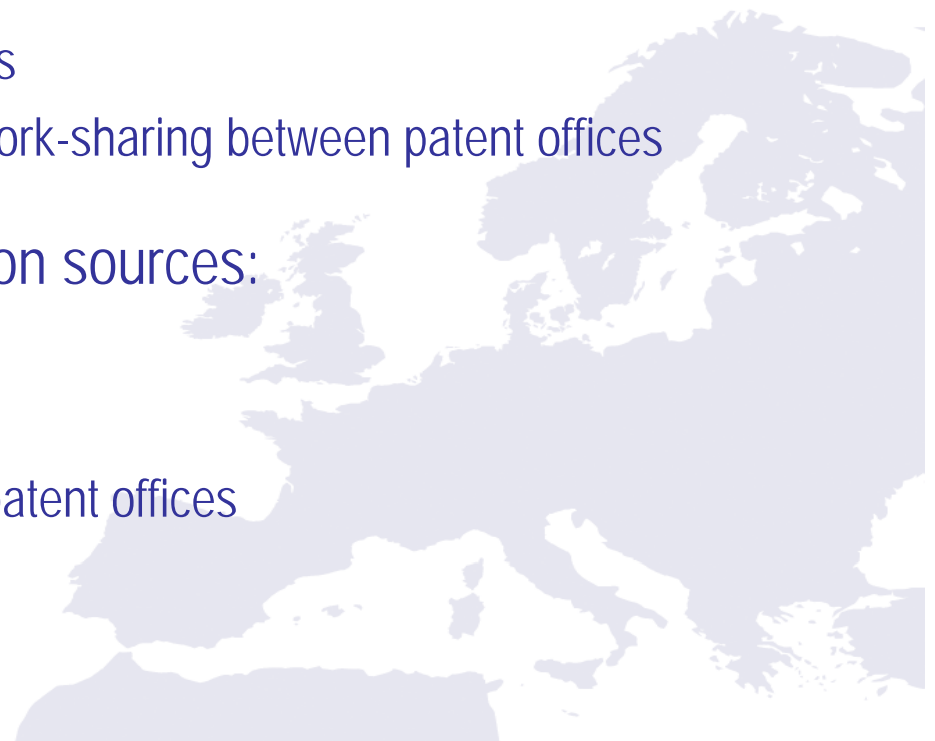 s
ork-sharing between patent offices
on sources:
atent offices